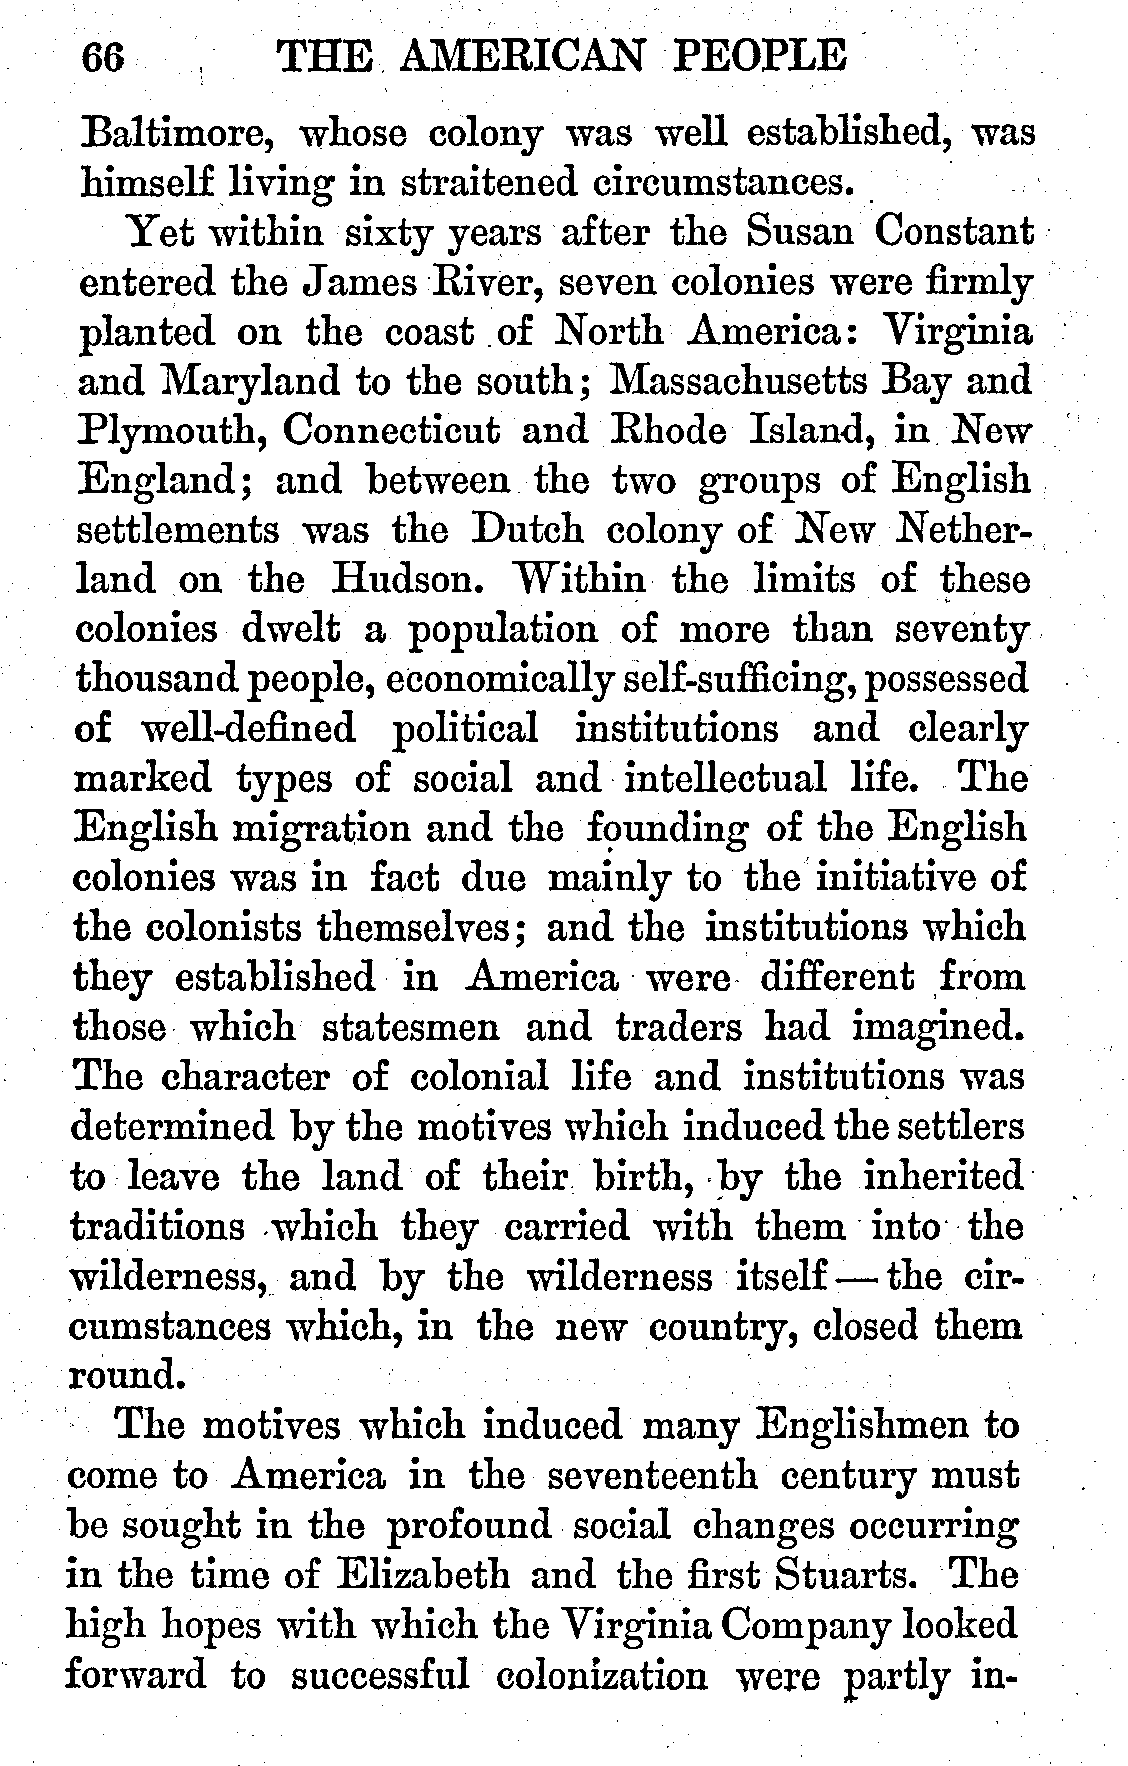 66 THE AMERICAN PEOPLE
Baltimore, whose colony was well established, was
himself living in straitened circumstances.
Yet within sixty years after the Susan Constant
entered the James River, seven colonies were firmly
planted on the coast of North America: Virginia
and Maryland to the south; Massachusetts Bay and
Plymouth, Connecticut and Rhode Island, in New
England; and between the two groups of English
settlements was the Dutch colony of New Nether-
land on the Hudson. Within the limits of these
colonies dwelt a population of more than seventy
thousand people, economically self-sufficing, possessed
of well-defined political institutions and clearly
marked types of social and intellectual life. The
English migration and the founding of the English
colonies was in fact due mainly to the initiative of
the colonists themselves; and the institutions which
they established in America were different from
those which statesmen and traders had imagined.
The character of colonial life and institutions was
determined by the motives which induced the settlers
to leave the land of their birth, by the inherited
traditions which they carried with them into the
wilderness, and by the wilderness itself — the cir-
cumstances which, in the new country, closed them
round.
The motives which induced many Englishmen to
come to America in the seventeenth century must
be sought in the profound social changes occurring
in the time of Elizabeth and the first Stuarts. The
high hopes with which the Virginia Company looked
forward to successful colonization were partly in-